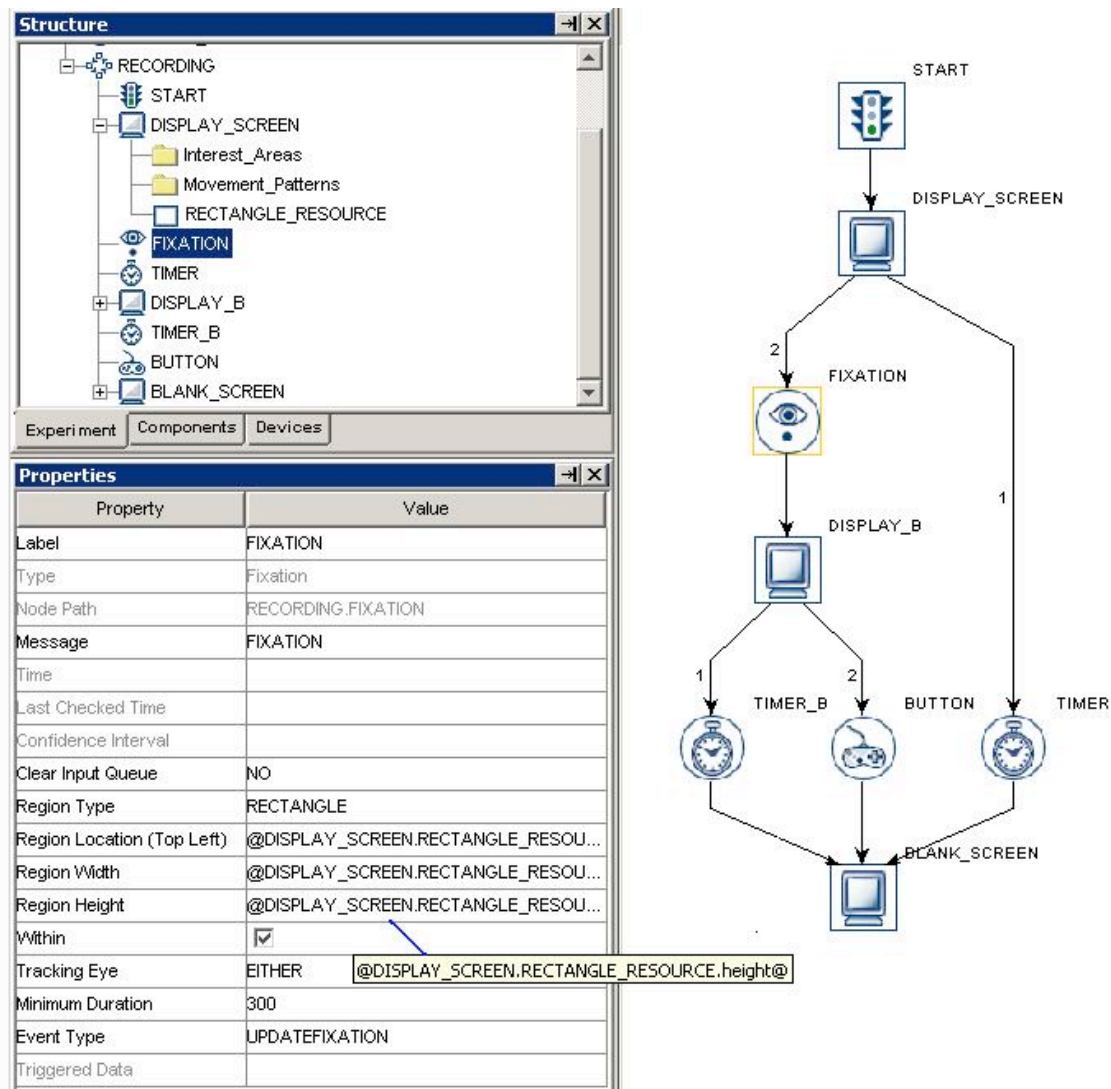 Structure
RECORDING
START
DISPLAY_SCREEN
Interest_Areas
Movement_Patterns
RECTANGLE_RESOURCE
FIXATION
TIMER
DISPLAY_B
TIMER_B
BUTTON
BLANK_SCREEN
Experiment Components Devices
Properties
Property Value
Label FIXATION
Type Fixation
Node Path RECORDING.FIXATION
Message FIXATION
Time
Last Checked Time
Confidence Interval
Clear Input Queue NO
Region Type RECTANGLE
Region Location (Top Left) @DISPLAY_SCREEN.RECTANGLE_RESOU...
Region Width @DISPLAY_SCREEN.RECTANGLE_RESOU...
Region Height @DISPLAY_SCREEN.RECTANGLE_RESOU...
Within
Tracking Eye EITHER
@DISPLAY_SCREEN.RECTANGLE_RESOURCE.height@
Minimum Duration 300
Event Type UPDATEFIXATION
Triggered Data
START
DISPLAY_SCREEN
2
FIXATION
1
DISPLAY_B
1 2
TIMER_B BUTTON TIMER
BLANK_SCREEN